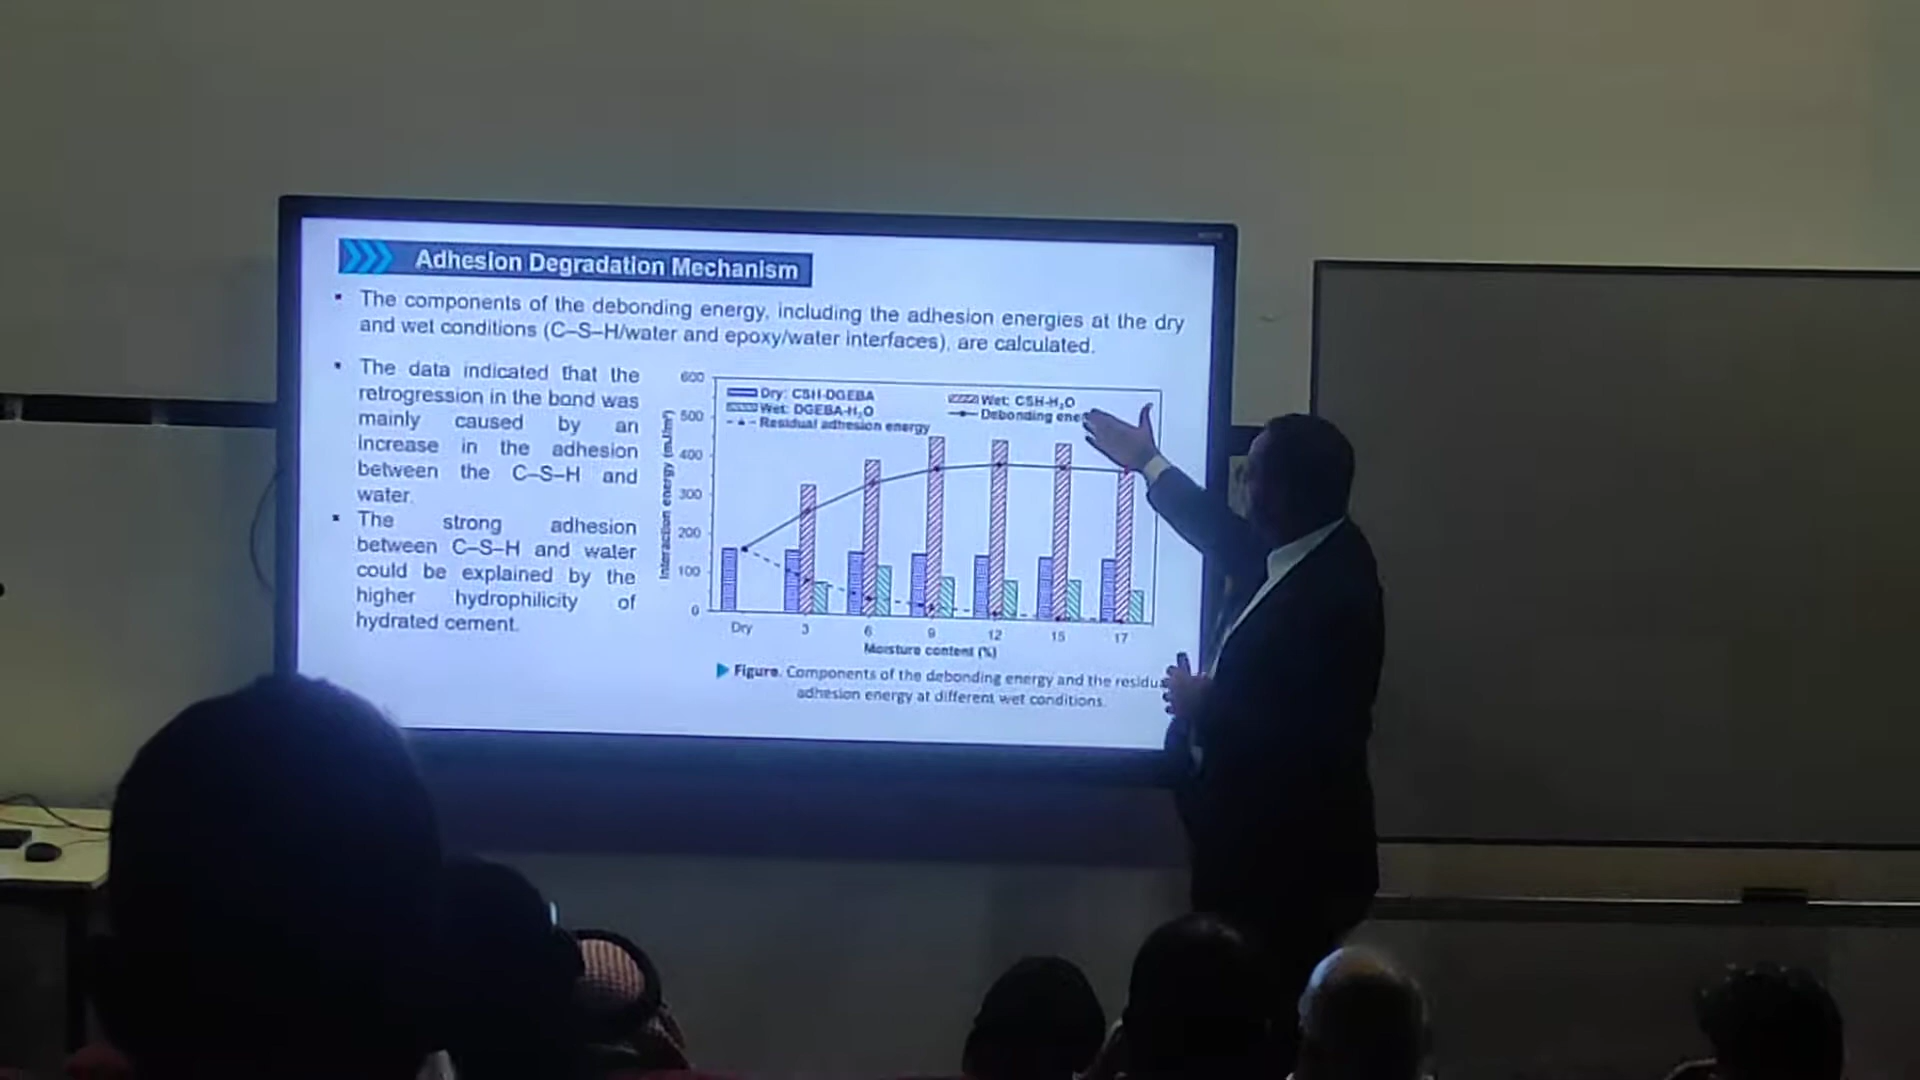 Adhesion Degradation Mechanism
The components of the debonding energy, including the adhesion energies at the dry
and wet conditions (C–S–H/water and epoxy/water interfaces), are calculated.
The data indicated that the
retrogression in the bond was
mainly caused by an
increase in the adhesion
between the C–S–H and
water.
The strong adhesion
between C–S–H and water
could be explained by the
higher hydrophilicity of
hydrated cement.
Dry: CSH-DGEBA
Wet: CSH-H₂O
Wet: DGEBA-H₂O
Debonding
Residual adhesion energy
Interaction energy (mJ/m²)
600
500
400
300
200
100
0
Dry 3 6 9 12 15 17
Moisture content (%)
Figure. Components of the debonding energy and the
adhesion energy at different wet conditions.